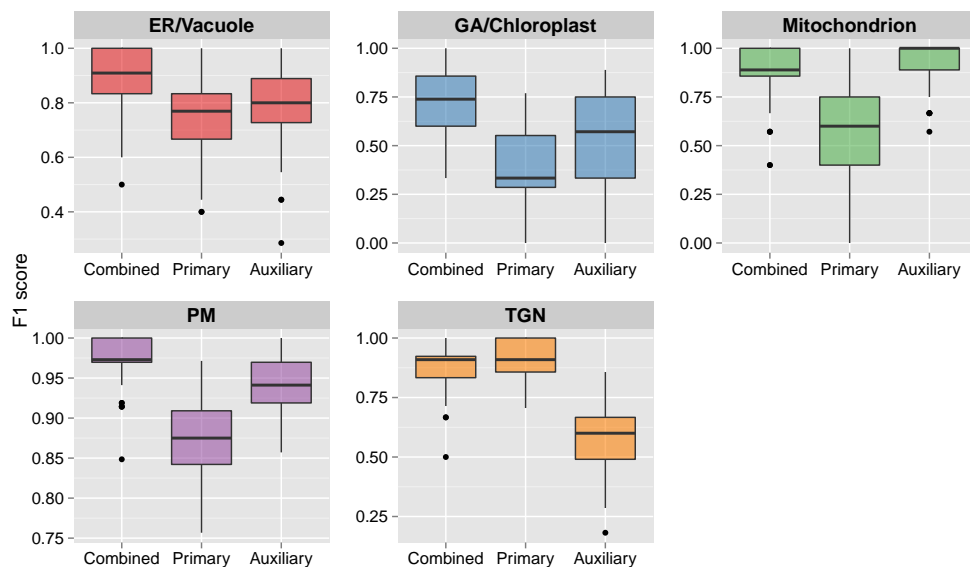 ER/Vacuole
GA/Chloroplast
Mitochondrion
1.0
0.8
0.6
0.4
1.00
0.75
0.50
0.25
0.00
1.00
0.75
0.50
0.25
0.00
Combined Primary Auxiliary
Combined Primary Auxiliary
Combined Primary Auxiliary
F1 score
PM
TGN
1.00
0.95
0.90
0.85
0.80
0.75
1.00
0.75
0.50
0.25
Combined Primary Auxiliary
Combined Primary Auxiliary